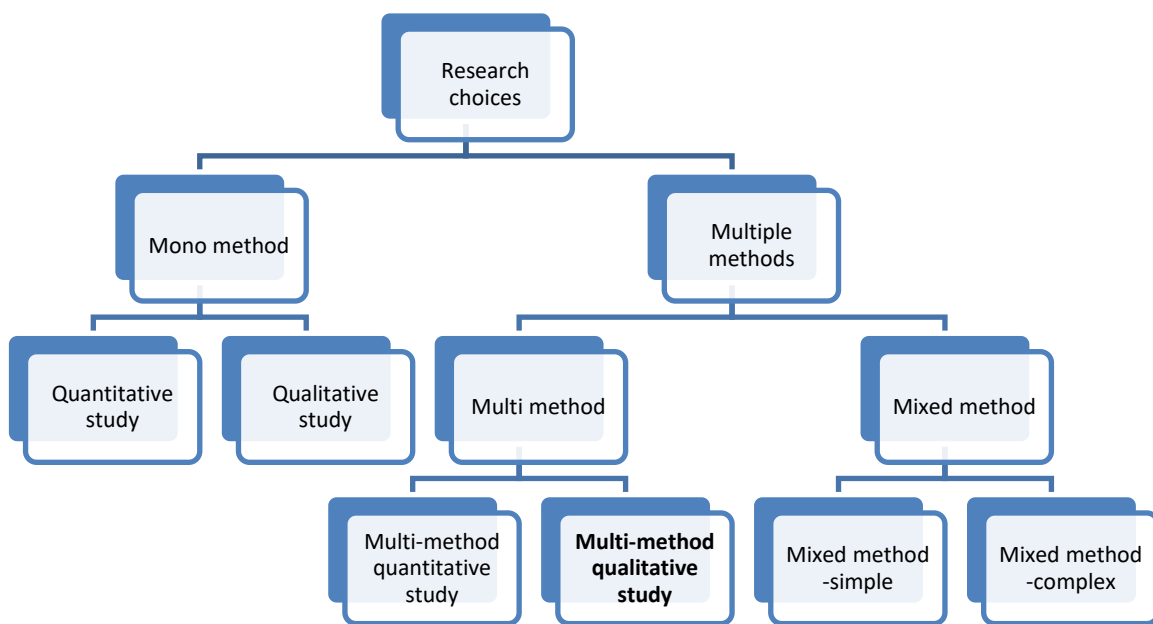 Research
choices
Mono method
Multiple
methods
Quantitative
study
Qualitative
study
Multi method
Mixed method
Multi-method
quantitative
study
Multi-method
qualitative
study
Mixed method
-simple
Mixed method
-complex